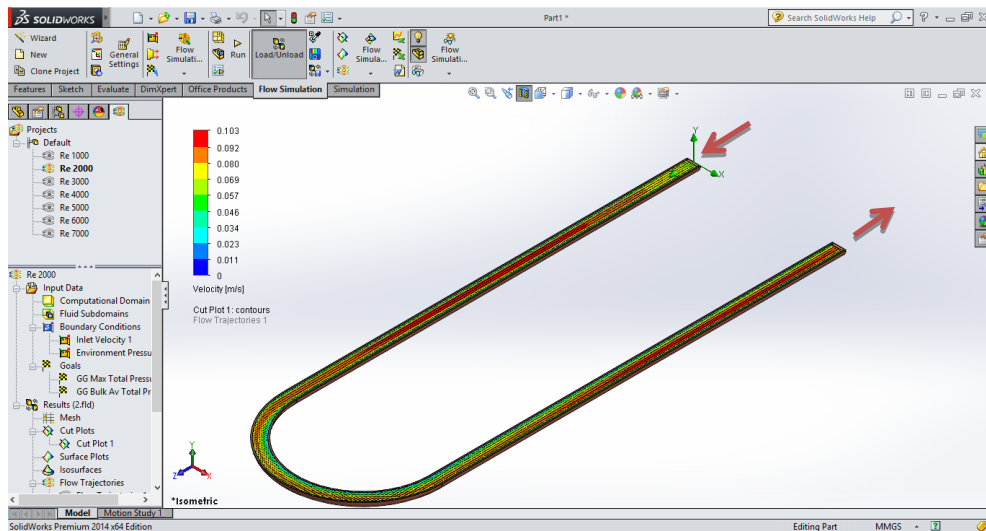 SOLIDWORKS
Part1 *
Search SolidWorks Help
Wizard
New
Clone Project
General Settings
Flow Simulati...
Run
Load/Unload
Flow Simula...
Flow Simulati...
Features Sketch Evaluate DimXpert Office Products Flow Simulation Simulation
Projects
Default
Re 1000
Re 2000
Re 3000
Re 4000
Re 5000
Re 6000
Re 7000
Re 2000
Input Data
Computational Domain
Fluid Subdomains
Boundary Conditions
Inlet Velocity 1
Environment Pressu
Goals
GG Max Total Pressu
GG Bulk Av Total Pr
Results (2.fld)
Mesh
Cut Plots
Cut Plot 1
Surface Plots
Isosurfaces
Flow Trajectories
0.103
0.092
0.080
0.069
0.057
0.046
0.034
0.023
0.011
0
Velocity [m/s]
Cut Plot 1: contours
Flow Trajectories 1
Y
X
Y
Z
X
*Isometric
Model Motion Study 1
SolidWorks Premium 2014 x64 Edition
Editing Part
MMGS